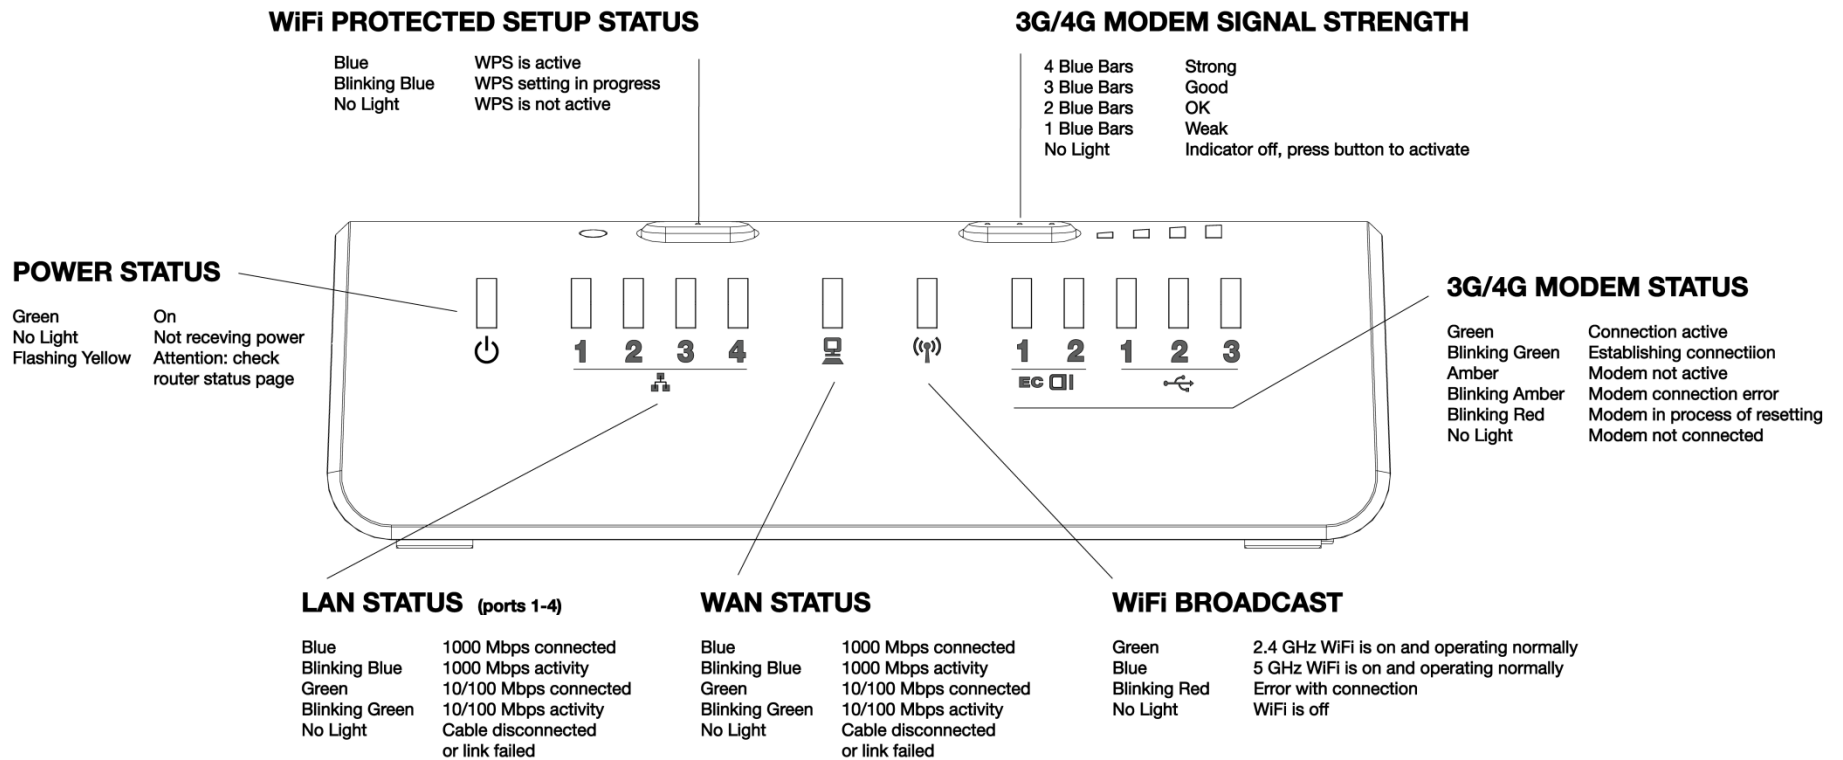 WiFi PROTECTED SETUP STATUS
Blue WPS is active
Blinking Blue WPS setting in progress
No Light WPS is not active
3G/4G MODEM SIGNAL STRENGTH
4 Blue Bars Strong
3 Blue Bars Good
2 Blue Bars OK
1 Blue Bars Weak
No Light Indicator off, press button to activate
POWER STATUS
Green On
No Light Not receving power
Flashing Yellow Attention: check
router status page
1 2 3 4 1 2 1 2 3
EC
3G/4G MODEM STATUS
Green Connection active
Blinking Green Establishing connectiion
Amber Modem not active
Blinking Amber Modem connection error
Blinking Red Modem in process of resetting
No Light Modem not connected
LAN STATUS (ports 1-4)
Blue 1000 Mbps connected
Blinking Blue 1000 Mbps activity
Green 10/100 Mbps connected
Blinking Green 10/100 Mbps activity
No Light Cable disconnected
or link failed
WAN STATUS
Blue 1000 Mbps connected
Blinking Blue 1000 Mbps activity
Green 10/100 Mbps connected
Blinking Green 10/100 Mbps activity
No Light Cable disconnected
or link failed
WiFi BROADCAST
Green 2.4 GHz WiFi is on and operating normally
Blue 5 GHz WiFi is on and operating normally
Blinking Red Error with connection
No Light WiFi is off